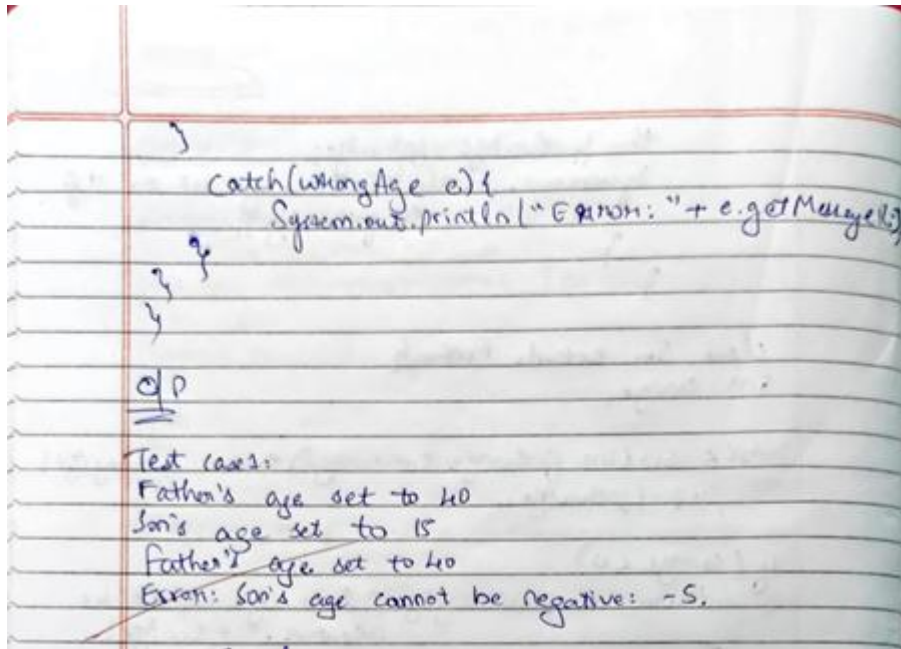 }
catch(WrongAge e){
System.out.println("Error: "+ e.getMessage());
}
}
}
O/P
Test cases:
Father's age set to 40
Son's age set to 15
Father's age set to 40
Error: Son's age cannot be negative: -5.